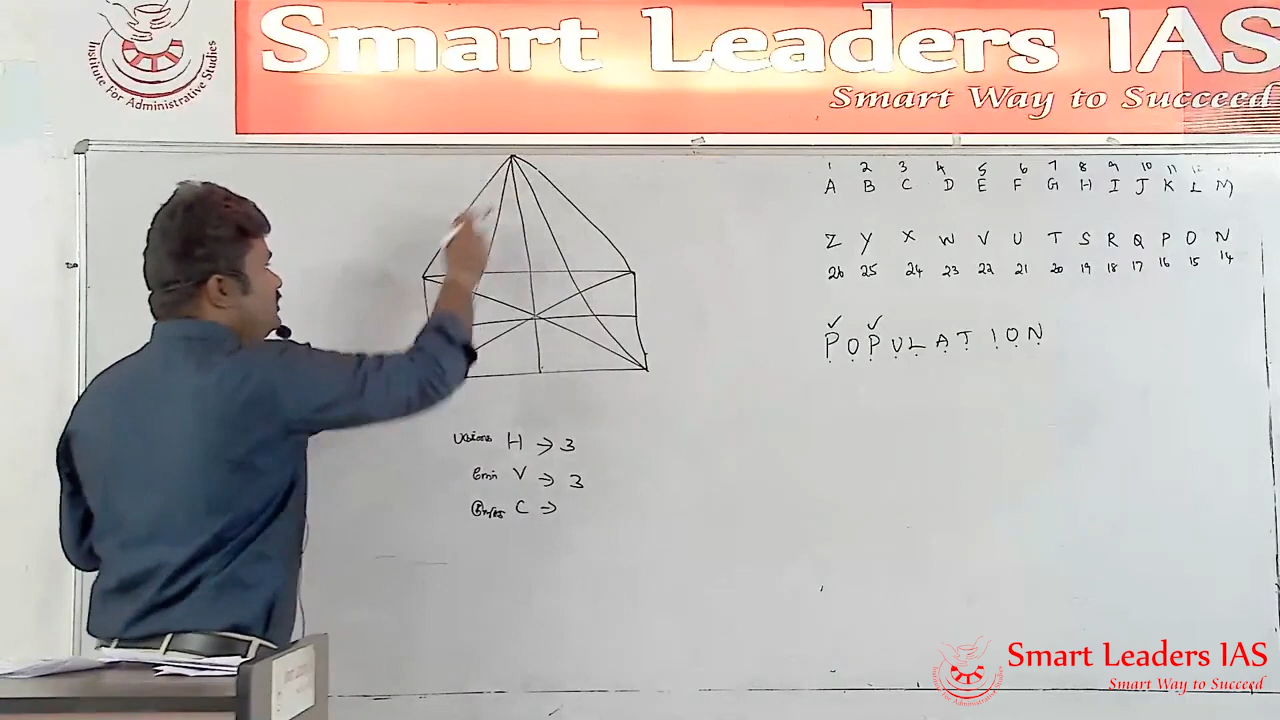 Smart Leaders IAS
Smart Way to Succeed
Institute For Administrative Studies
1 2 3 4 5 6 7 8 9 10 11 12
A B C D E F G H I J K L M
Z Y X W V U T S R Q P O N
26 25 24 23 22 21 20 19 18 17 16 15 14
POPULATION
H → 3
V → 3
C →
Smart Leaders IAS
Smart Way to Succeed